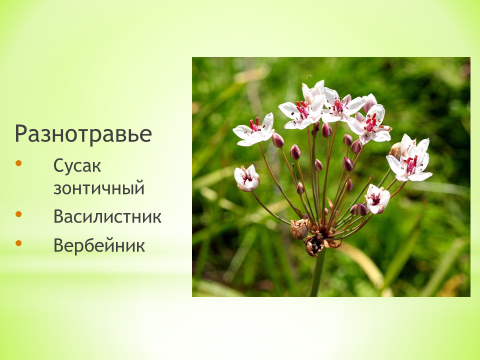 Разнотравье
• Сусак
зонтичный
• Василистник
• Вербейник